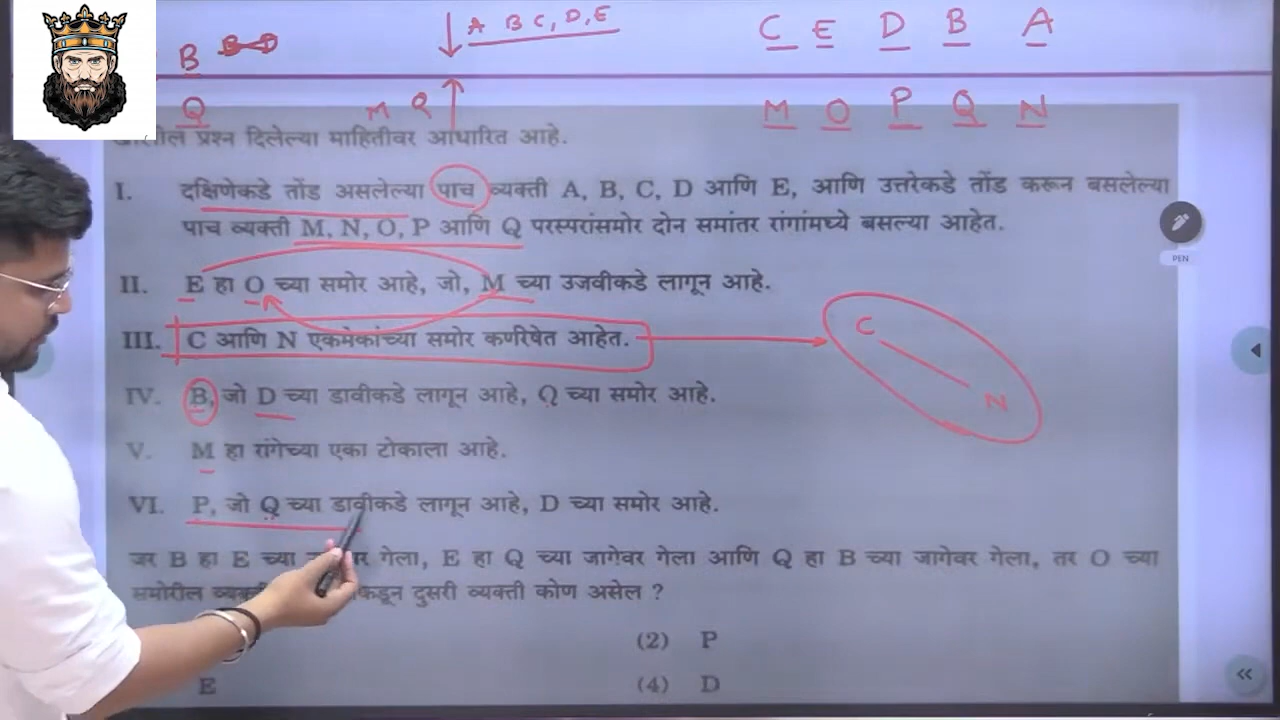 A B C, D, E
C E D B A
B B D
Q M Q M O P Q N
प्रश्न दिलेल्या माहितीवर आधारित आहे.
I. दक्षिणेकडे तोंड असलेल्या पाच व्यक्ती A, B, C, D आणि E, आणि उत्तरेकडे तोंड करून बसलेल्या
पाच व्यक्ती M, N, O, P आणि Q परस्परांसमोर दोन समांतर रांगांमध्ये बसल्या आहेत.
II. E हा O च्या समोर आहे, जो, M च्या उजवीकडे लागून आहे.
III. C आणि N एकमेकांच्या समोर कर्णरेषेत आहेत.
C
N
IV. B, जो D च्या डावीकडे लागून आहे, Q च्या समोर आहे.
V. M हा रांगेच्या एका टोकाला आहे.
VI. P, जो Q च्या डावीकडे लागून आहे, D च्या समोर आहे.
जर B हा E च्या गेला, E हा Q च्या जागेवर गेला आणि Q हा B च्या जागेवर गेला, तर O च्या
समोरील दुसरी व्यक्ती कोण असेल ?
(2) P
E (4) D
PEN